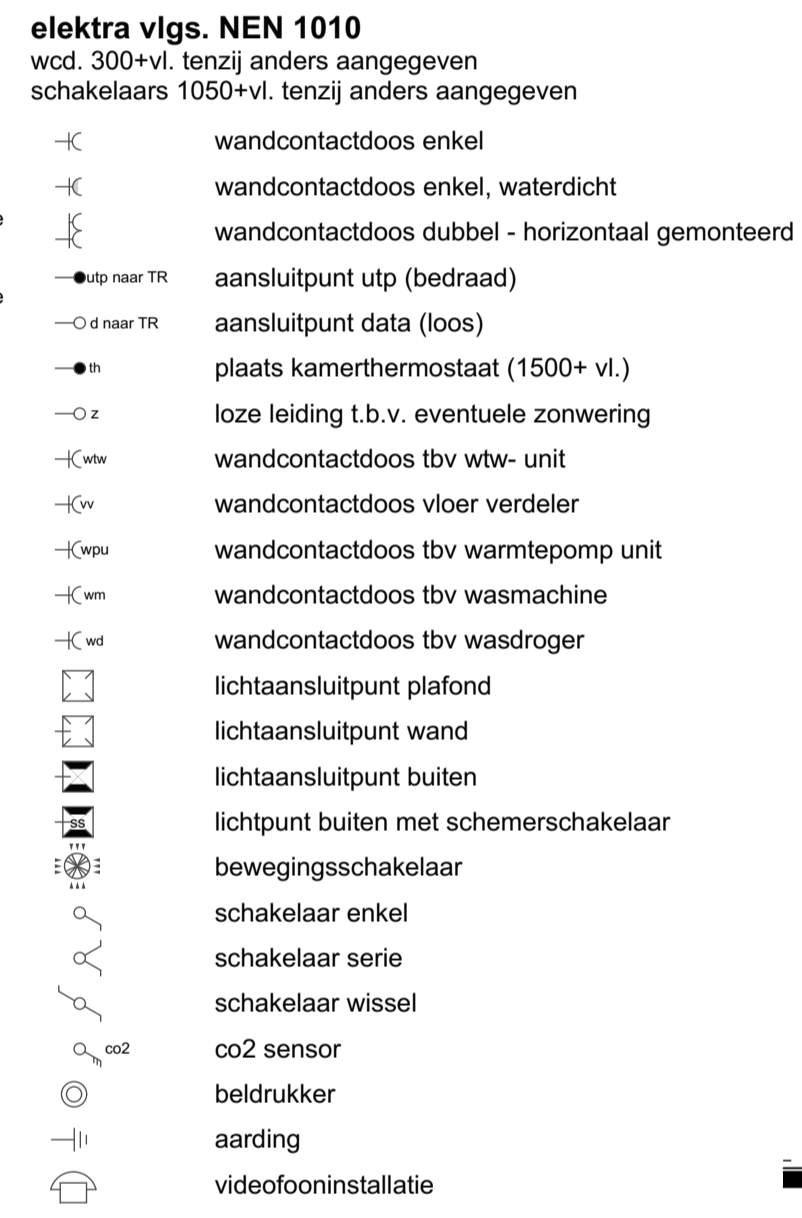 elektra vlgs. NEN 1010
wcd. 300+vl. tenzij anders aangegeven
schakelaars 1050+vl. tenzij anders aangegeven
wandcontactdoos enkel
wandcontactdoos enkel, waterdicht
wandcontactdoos dubbel - horizontaal gemonteerd
utp naar TR aansluitpunt utp (bedraad)
d naar TR aansluitpunt data (loos)
th plaats kamerthermostaat (1500+ vl.)
z loze leiding t.b.v. eventuele zonwering
wtw wandcontactdoos tbv wtw- unit
vv wandcontactdoos vloer verdeler
wpu wandcontactdoos tbv warmtepomp unit
wm wandcontactdoos tbv wasmachine
wd wandcontactdoos tbv wasdroger
lichtaansluitpunt plafond
lichtaansluitpunt wand
lichtaansluitpunt buiten
ss lichtpunt buiten met schemerschakelaar
bewegingsschakelaar
schakelaar enkel
schakelaar serie
schakelaar wissel
co2 co2 sensor
beldrukker
aarding
videofooninstallatie